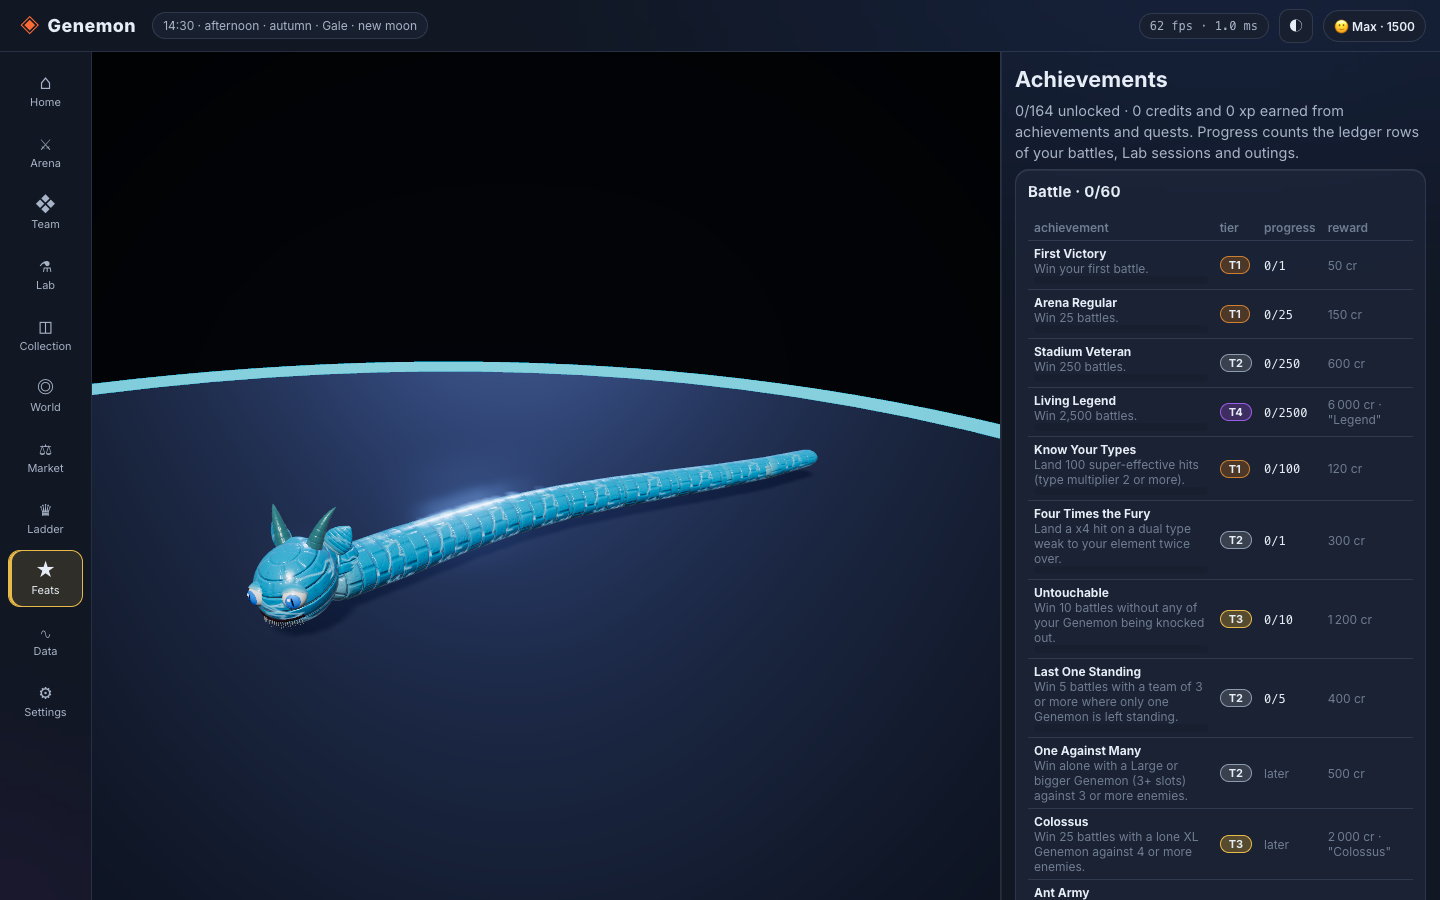 Genemon
14:30 · afternoon · autumn · Gale · new moon
62 fps · 1.0 ms
Max · 1500
Home
Arena
Team
Lab
Collection
World
Market
Ladder
Feats
Data
Settings
Achievements
0/164 unlocked · 0 credits and 0 xp earned from
achievements and quests. Progress counts the ledger rows
of your battles, Lab sessions and outings.
Battle · 0/60
achievement tier progress reward
First Victory
Win your first battle.
T1 0/1 50 cr
Arena Regular
Win 25 battles.
T1 0/25 150 cr
Stadium Veteran
Win 250 battles.
T2 0/250 600 cr
Living Legend
Win 2,500 battles.
T4 0/2500 6 000 cr ·
"Legend"
Know Your Types
Land 100 super-effective hits
(type multiplier 2 or more).
T1 0/100 120 cr
Four Times the Fury
Land a x4 hit on a dual type
weak to your element twice
over.
T2 0/1 300 cr
Untouchable
Win 10 battles without any of
your Genemon being knocked
out.
T3 0/10 1 200 cr
Last One Standing
Win 5 battles with a team of 3
or more where only one
Genemon is left standing.
T2 0/5 400 cr
One Against Many
Win alone with a Large or
bigger Genemon (3+ slots)
against 3 or more enemies.
T2 later 500 cr
Colossus
Win 25 battles with a lone XL
Genemon against 4 or more
enemies.
T3 later 2 000 cr ·
"Colossus"
Ant Army